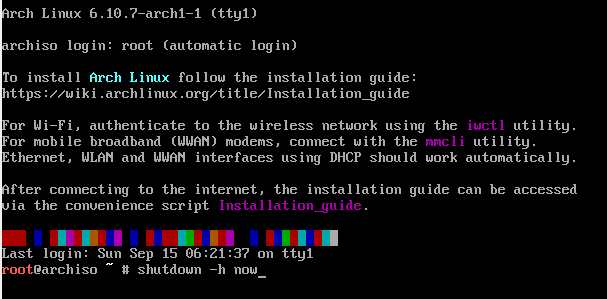 Arch Linux 6.10.7-arch1-1 (tty1)
archiso login: root (automatic login)
To install Arch Linux follow the installation guide:
https://wiki.archlinux.org/title/Installation_guide
For Wi-Fi, authenticate to the wireless network using the iwctl utility.
For mobile broadband (WWAN) modems, connect with the mmcli utility.
Ethernet, WLAN and WWAN interfaces using DHCP should work automatically.
After connecting to the internet, the installation guide can be accessed
via the convenience script Installation_guide.
Last login: Sun Sep 15 06:21:37 on tty1
root@archiso ~ # shutdown -h now_